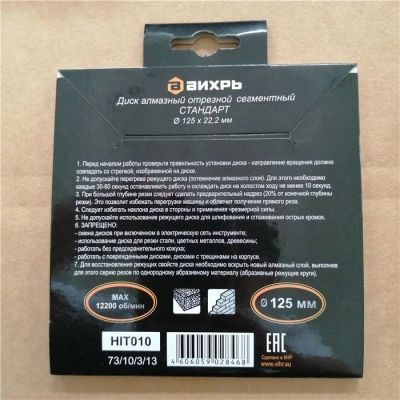 ВИХРЬ
Диск алмазный отрезной сегментный
СТАНДАРТ
Ø 125 x 22,2 мм
1. Перед началом работы проверьте правильность установки диска - направление вращения должно
совпадать со стрелкой, изображенной на диске.
2. Не допускайте перегрева режущего диска (потемнение алмазного слоя). Для этого необходимо
каждые 30-60 секунд останавливать работу и охлаждать диск на холостом ходу не менее 10 секунд.
3. При большой глубине резки следует сделать предварительный надрез (20% от конечной глубины
резки). Это позволит избежать перегрузки машины и облегчит получение прямого реза.
4. Следует избегать наклона диска в стороны и применения чрезмерной силы.
5. Не допускайте использование режущего диска для шлифования и сглаживания острых кромок.
6. ЗАПРЕЩЕНО:
- смена дисков при включенном в электрическую сеть инструменте;
- использование диска для резки стали, цветных металлов, древесины;
- работать без предохранительного кожуха;
- работать с поврежденными дисками, дисками с трещинами на корпусе.
7. Для восстановления режущих свойств диска необходимо вскрыть новый алмазный слой, выполнив
для этого серию резов по однородному абразивному материалу (абразивные режущие круги).
MAX
12200 об/мин
Ø 125 мм
HIT010
73/10/3/13
4606059028468
EAC
Сделано в КНР
www.vihr.su